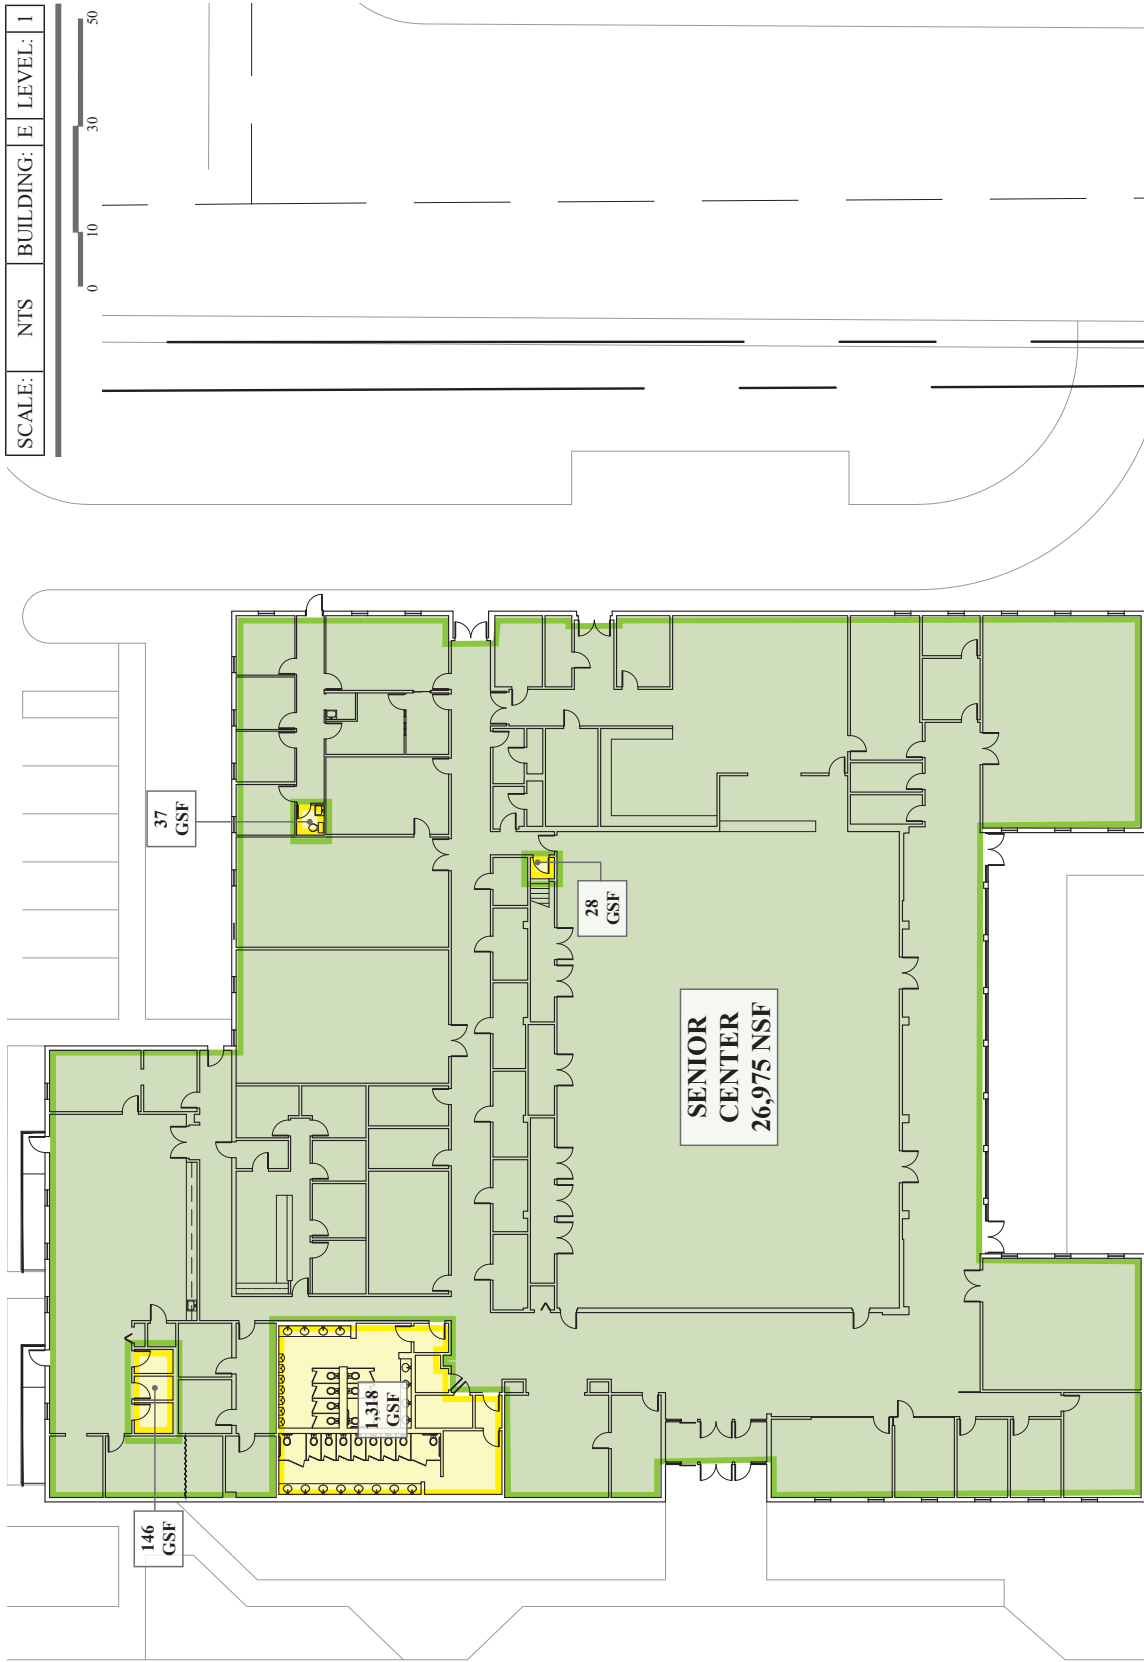 SCALE: NTS BUILDING: E LEVEL: 1
0 10 30 50
37
GSF
28
GSF
SENIOR
CENTER
26,975 NSF
1,318
GSF
146
GSF